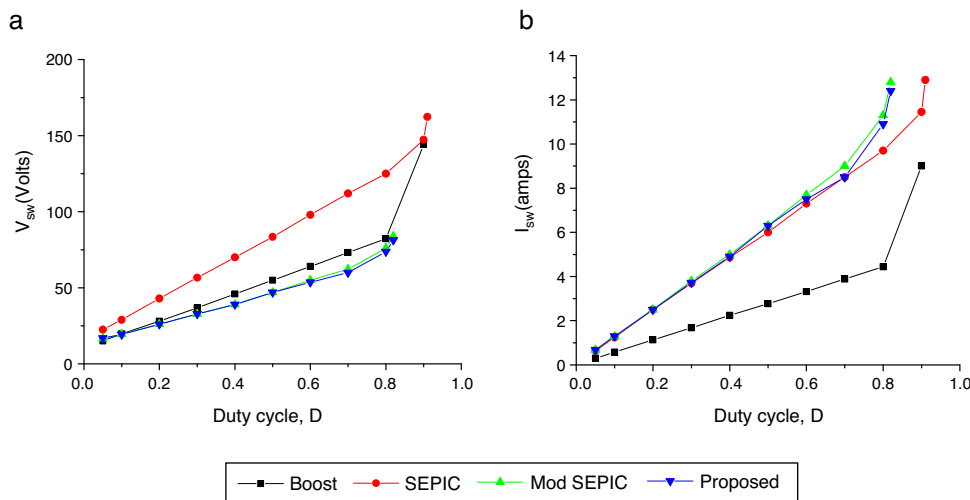 a
200
150
100
50
0
V_sw(Volts)
0.0 0.2 0.4 0.6 0.8 1.0
Duty cycle, D
b
14
12
10
8
6
4
2
0
I_sw(amps)
0.0 0.2 0.4 0.6 0.8 1.0
Duty cycle, D
Boost SEPIC Mod SEPIC Proposed